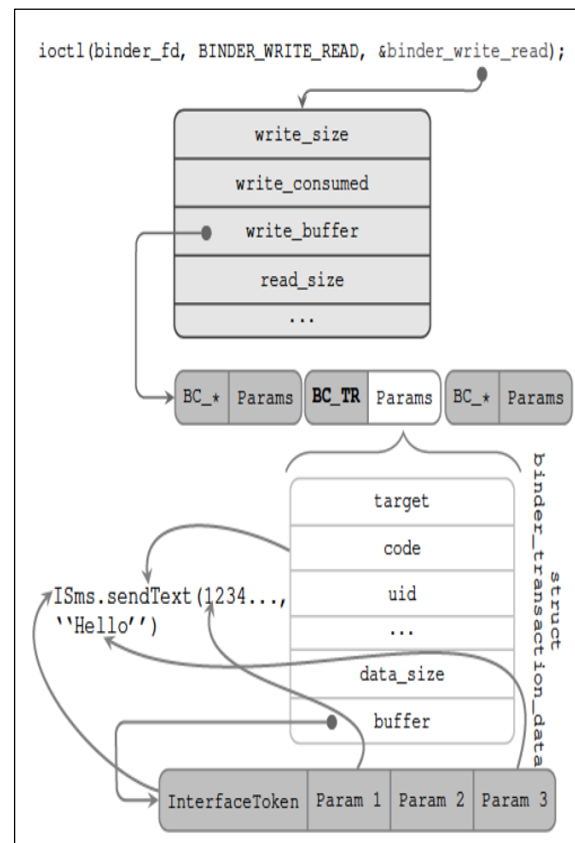 ioctl(binder_fd, BINDER_WRITE_READ, &binder_write_read);
write_size
write_consumed
write_buffer
read_size
...
BC_* Params BC_TR Params BC_* Params
target
code
uid
...
data_size
buffer
struct
binder_transaction_data
ISms.sendText(1234...,
‘‘Hello’’)
InterfaceToken Param 1 Param 2 Param 3